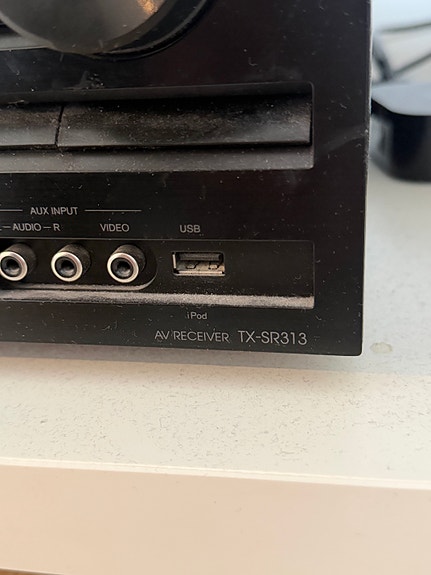 AUX INPUT
L — AUDIO — R VIDEO USB
iPod
AV RECEIVER TX-SR313